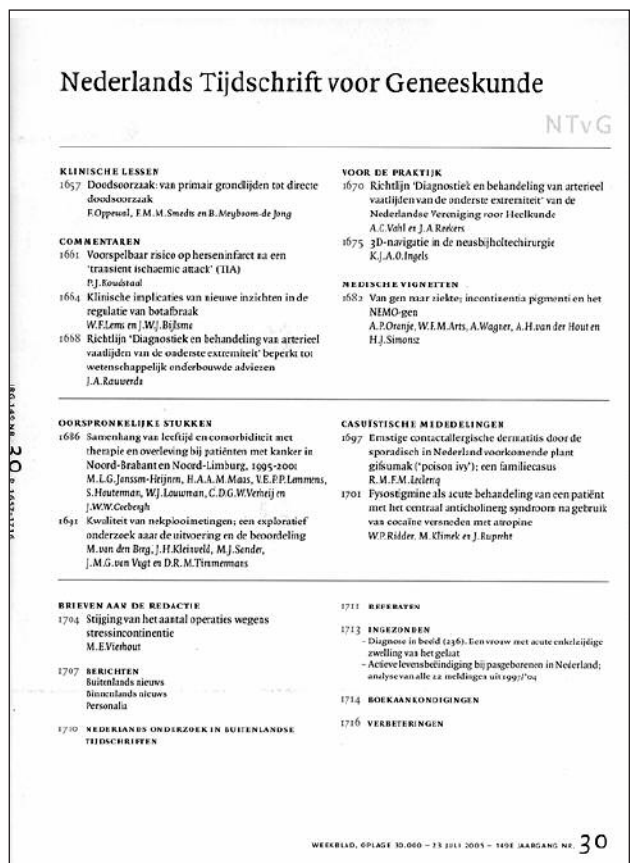 Nederlands Tijdschrift voor Geneeskunde
NTvG
KLINISCHE LESSEN
1657 Doodsoorzaak: van primair grondlijden tot directe
doodsoorzaak
F.Oppewal, F.M.M.Smedts en B.Meyboom-de Jong
COMMENTAREN
1661 Voorspelbaar risico op herseninfarct na een
‘transient ischaemic attack’ (TIA)
P.J.Koudstaal
1664 Klinische implicaties van nieuwe inzichten in de
regulatie van botafbraak
W.F.Lems en J.W.J.Bijlsma
1668 Richtlijn ‘Diagnostiek en behandeling van arterieel
vaatlijden van de onderste extremiteit’ beperkt tot
wetenschappelijk onderbouwde adviezen
J.A.Rauwerda
VOOR DE PRAKTIJK
1670 Richtlijn ‘Diagnostiek en behandeling van arterieel
vaatlijden van de onderste extremiteit’ van de
Nederlandse Vereniging voor Heelkunde
A.C.Vahl en J.A.Reekers
1675 3D-navigatie in de neusbijholtechirurgie
K.J.A.O.Ingels
MEDISCHE VIGNETTEN
1682 Van gen naar ziekte; incontinentia pigmenti en het
NEMO-gen
A.P.Oranje, W.F.M.Arts, A.Wagner, A.H.van der Hout en
H.J.Simonsz
OORSPRONKELIJKE STUKKEN
1686 Samenhang van leeftijd en comorbiditeit met
therapie en overleving bij patiënten met kanker in
Noord-Brabant en Noord-Limburg, 1995-2001
M.L.G.Janssen-Heijnen, H.A.A.M.Maas, V.E.P.P.Lemmens,
S.Houterman, W.J.Louwman, C.D.G.W.Verheij en
J.W.W.Coebergh
1691 Kwaliteit van nekplooimetingen; een exploratief
onderzoek naar de uitvoering en de beoordeling
M.van den Berg, J.H.Kleinveld, M.J.Sander,
J.M.G.van Vugt en D.R.M.Timmermans
CASUÏSTISCHE MEDEDELINGEN
1697 Ernstige contactallergische dermatitis door de
sporadisch in Nederland voorkomende plant
gifsumak (‘poison ivy’); een familiecasus
R.M.F.M.Leclercq
1701 Fysostigmine als acute behandeling van een patiënt
met het centraal anticholinerg syndroom na gebruik
van cocaïne versneden met atropine
W.P.Ridder, M.Klimek en J.Rupreht
BRIEVEN AAN DE REDACTIE
1704 Stijging van het aantal operaties wegens
stressincontinentie
M.E.Vierhout
1707 BERICHTEN
Buitenlands nieuws
Binnenlands nieuws
Personalia
1710 NEDERLANDS ONDERZOEK IN BUITENLANDSE
TIJDSCHRIFTEN
1711 REFERATEN
1713 INGEZONDEN
– Diagnose in beeld (236). Een vrouw met acute enkelzijdige
zwelling van het gelaat
– Actieve levensbeëindiging bij pasgeborenen in Nederland;
analyse van alle 22 meldingen uit 1997/’04
1714 BOEKAANKONDIGINGEN
1716 VERBETERINGEN
WEEKBLAD, OPLAGE 30.000 – 23 JULI 2005 – 149E JAARGANG NR. 30